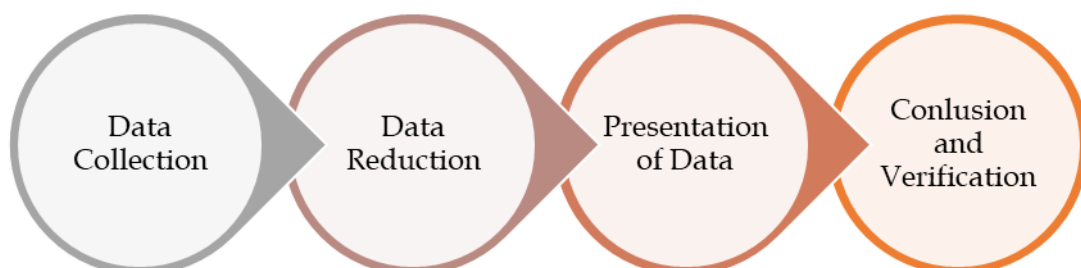 Data
Collection
Data
Reduction
Presentation
of Data
Conlusion
and
Verification